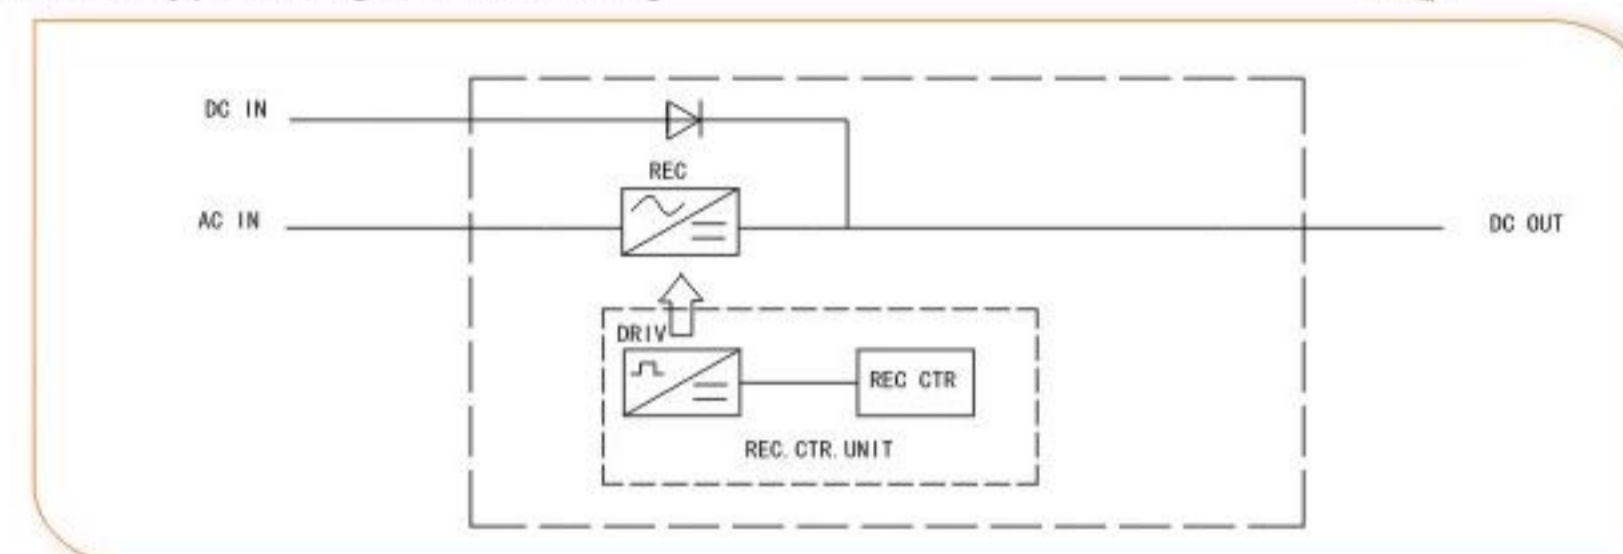 DC IN
REC
AC IN
DC OUT
DRIV
REC CTR
REC. CTR. UNIT